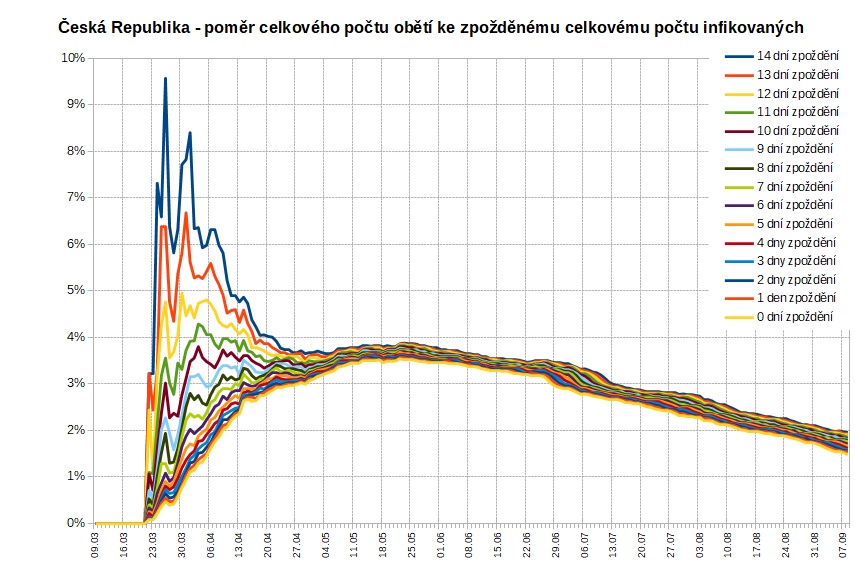 Česká Republika - poměr celkového počtu obětí ke zpožděnému celkovému počtu infikovaných
10%
9%
8%
7%
6%
5%
4%
3%
2%
1%
0%
14 dní zpoždění
13 dní zpoždění
12 dní zpoždění
11 dní zpoždění
10 dní zpoždění
9 dní zpoždění
8 dní zpoždění
7 dní zpoždění
6 dní zpoždění
5 dní zpoždění
4 dny zpoždění
3 dny zpoždění
2 dny zpoždění
1 den zpoždění
0 dní zpoždění
09.03
16.03
23.03
30.03
06.04
13.04
20.04
27.04
04.05
11.05
18.05
25.05
01.06
08.06
15.06
22.06
29.06
06.07
13.07
20.07
27.07
03.08
10.08
17.08
24.08
31.08
07.09